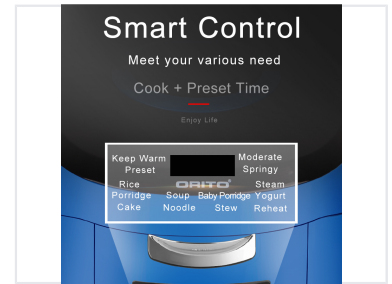 Smart Control
Meet your various need
Cook + Preset Time
Enjoy Life
Keep Warm Moderate
Preset Springy
Rice ORITO® Steam
Porridge Soup Baby Porridge Yogurt
Cake Noodle Stew Reheat